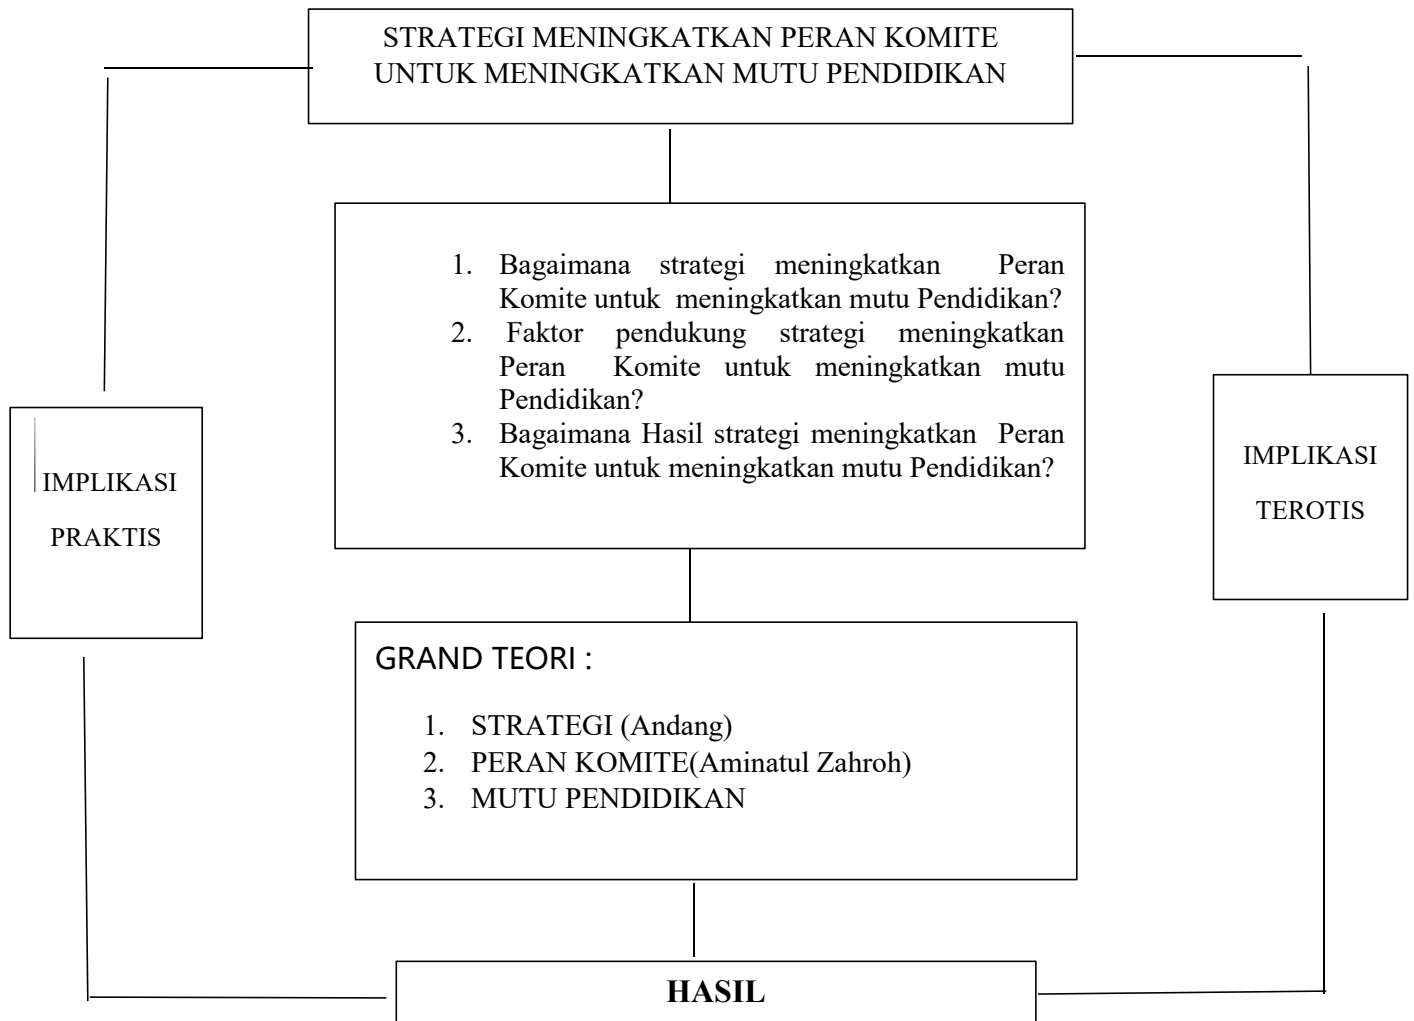 STRATEGI MENINGKATKAN PERAN KOMITE
UNTUK MENINGKATKAN MUTU PENDIDIKAN
1. Bagaimana strategi meningkatkan Peran
Komite untuk meningkatkan mutu Pendidikan?
2. Faktor pendukung strategi meningkatkan
Peran Komite untuk meningkatkan mutu
Pendidikan?
3. Bagaimana Hasil strategi meningkatkan Peran
Komite untuk meningkatkan mutu Pendidikan?
IMPLIKASI
PRAKTIS
IMPLIKASI
TEROTIS
GRAND TEORI :
1. STRATEGI (Andang)
2. PERAN KOMITE(Aminatul Zahroh)
3. MUTU PENDIDIKAN
HASIL